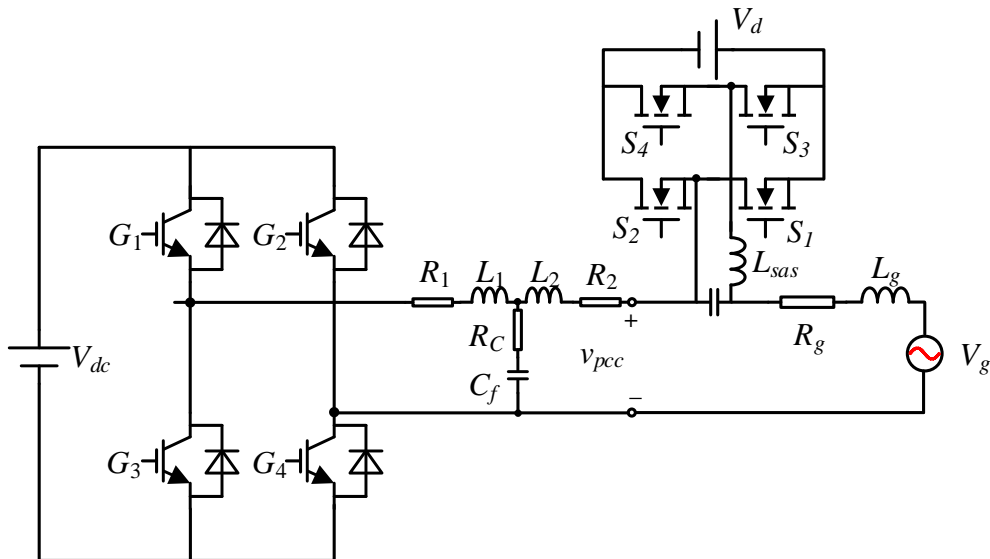 V_d
S_4
S_3
S_2
S_1
G_1
G_2
L_sas
R_1
L_1
L_2
R_2
L_g
+
R_C
R_g
V_dc
v_pcc
V_g
C_f
−
G_3
G_4